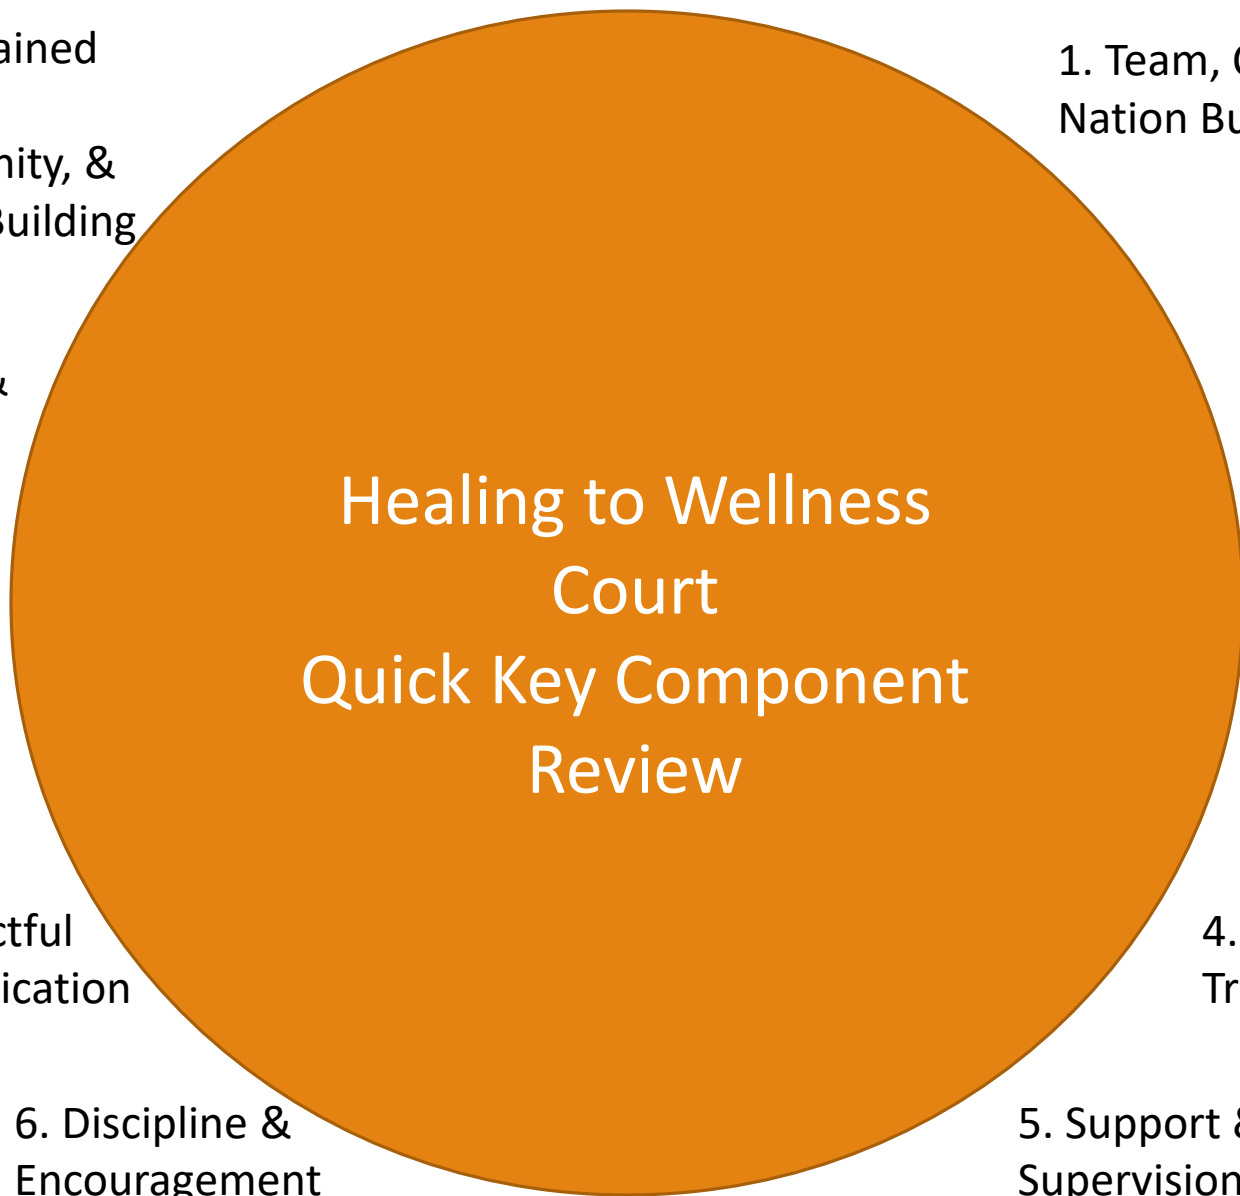 ained
nity, &
Building
&
1. Team, 
Nation Bu
Healing to Wellness
Court
Quick Key Component
Review
ctful
ication
4.
Tr
6. Discipline &
Encouragement
5. Support &
Supervision